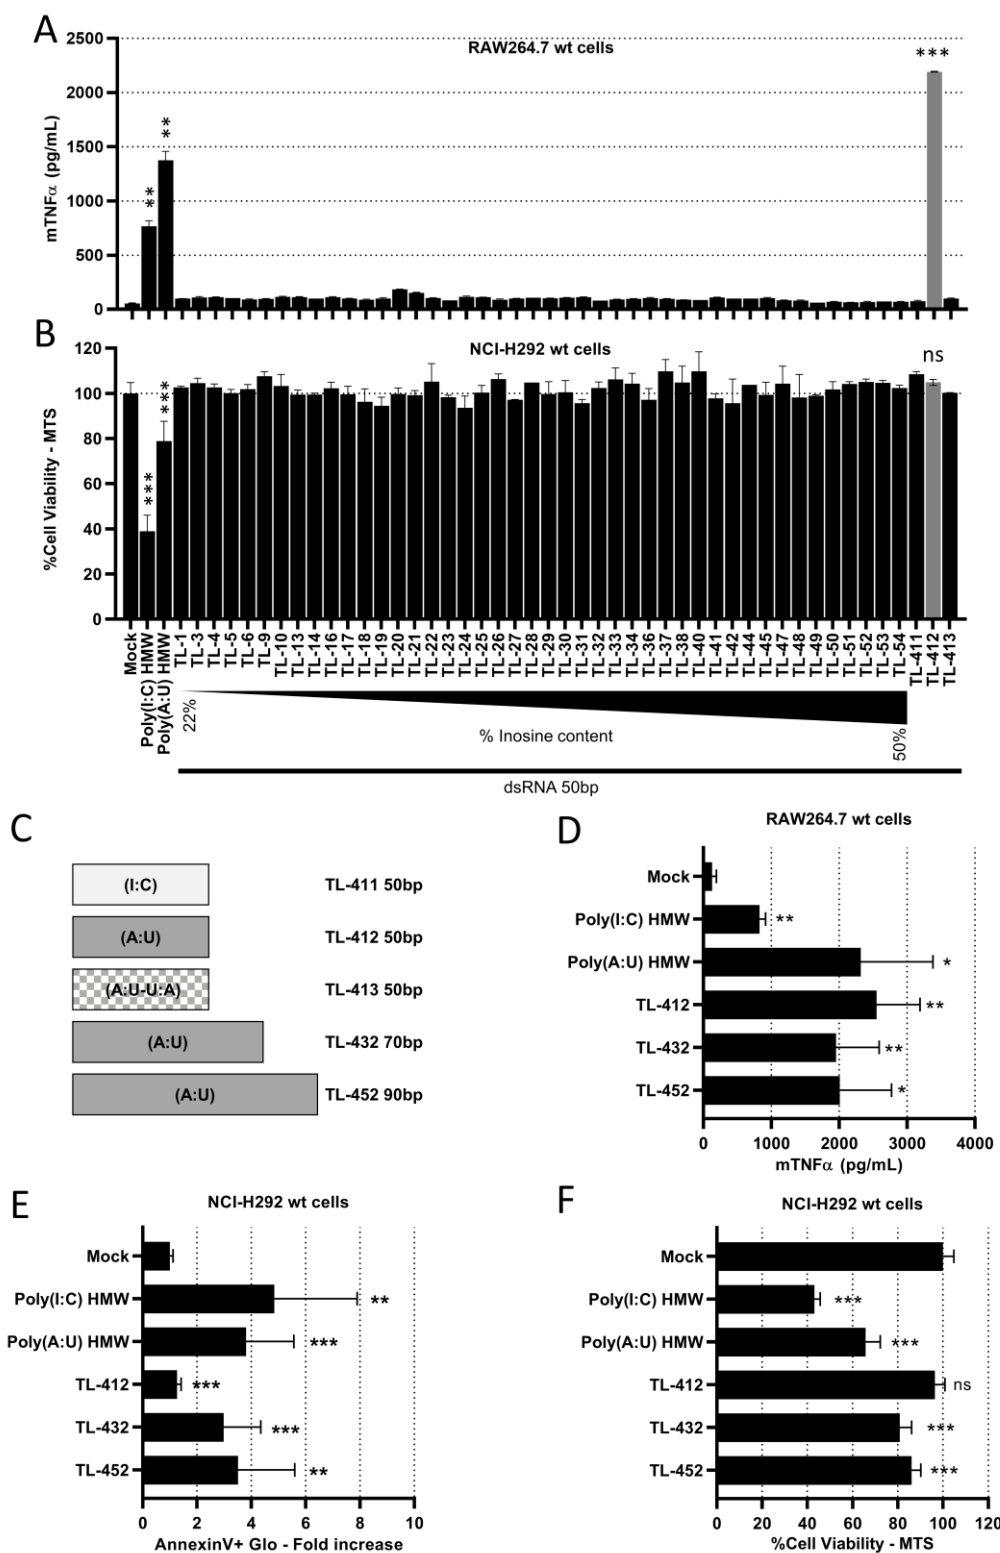 A
RAW264.7 wt cells
mTNFα (pg/mL)
2500
2000
1500
1000
500
0
**
**
***
B
NCI-H292 wt cells
%Cell Viability - MTS
120
100
80
60
40
20
0
***
***
ns
Mock
Poly(I:C) HMW
Poly(A:U) HMW
TL-1
TL-3
TL-4
TL-5
TL-6
TL-9
TL-10
TL-13
TL-14
TL-16
TL-17
TL-18
TL-19
TL-20
TL-21
TL-22
TL-23
TL-24
TL-25
TL-26
TL-27
TL-28
TL-29
TL-30
TL-31
TL-32
TL-33
TL-34
TL-36
TL-37
TL-38
TL-40
TL-41
TL-42
TL-44
TL-45
TL-47
TL-48
TL-49
TL-50
TL-51
TL-52
TL-53
TL-54
TL-411
TL-412
TL-413
22%
% Inosine content
50%
dsRNA 50bp
C
(I:C) TL-411 50bp
(A:U) TL-412 50bp
(A:U-U:A) TL-413 50bp
(A:U) TL-432 70bp
(A:U) TL-452 90bp
D
RAW264.7 wt cells
Mock
Poly(I:C) HMW **
Poly(A:U) HMW *
TL-412 **
TL-432 **
TL-452 *
0 1000 2000 3000 4000
mTNFα (pg/mL)
E
NCI-H292 wt cells
Mock
Poly(I:C) HMW **
Poly(A:U) HMW ***
TL-412 ***
TL-432 ***
TL-452 **
0 2 4 6 8 10
AnnexinV+ Glo - Fold increase
F
NCI-H292 wt cells
Mock
Poly(I:C) HMW ***
Poly(A:U) HMW ***
TL-412 ns
TL-432 ***
TL-452 ***
0 20 40 60 80 100 120
%Cell Viability - MTS